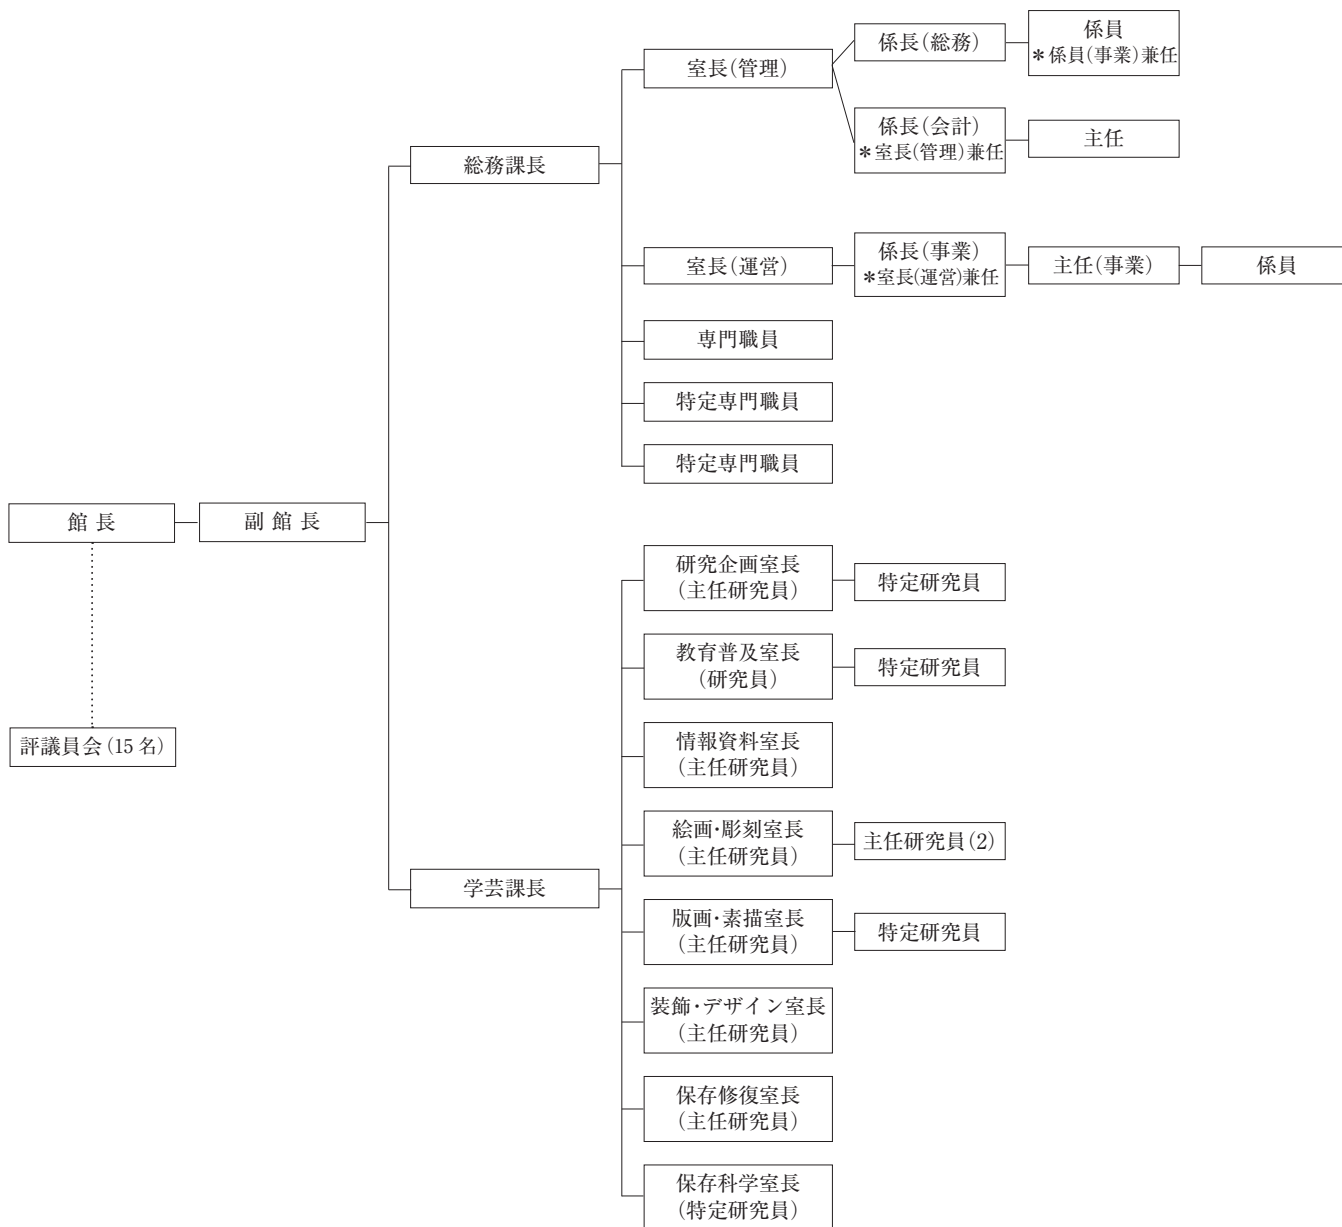 館 長
評議員会(15 名)
副 館 長
総務課長
室長(管理)
係長(総務)
係員
＊係員(事業)兼任
係長(会計)
＊室長(管理)兼任
主任
室長(運営)
係長(事業)
＊室長(運営)兼任
主任(事業)
係員
専門職員
特定専門職員
特定専門職員
学芸課長
研究企画室長
(主任研究員)
特定研究員
教育普及室長
(研究員)
特定研究員
情報資料室長
(主任研究員)
絵画・彫刻室長
(主任研究員)
主任研究員(2)
版画・素描室長
(主任研究員)
特定研究員
装飾・デザイン室長
(主任研究員)
保存修復室長
(主任研究員)
保存科学室長
(特定研究員)